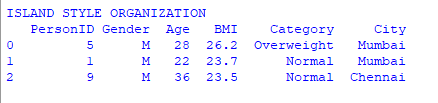 ISLAND STYLE ORGANIZATION
PersonID Gender Age BMI Category City
0 5 M 28 26.2 Overweight Mumbai
1 1 M 22 23.7 Normal Mumbai
2 9 M 36 23.5 Normal Chennai